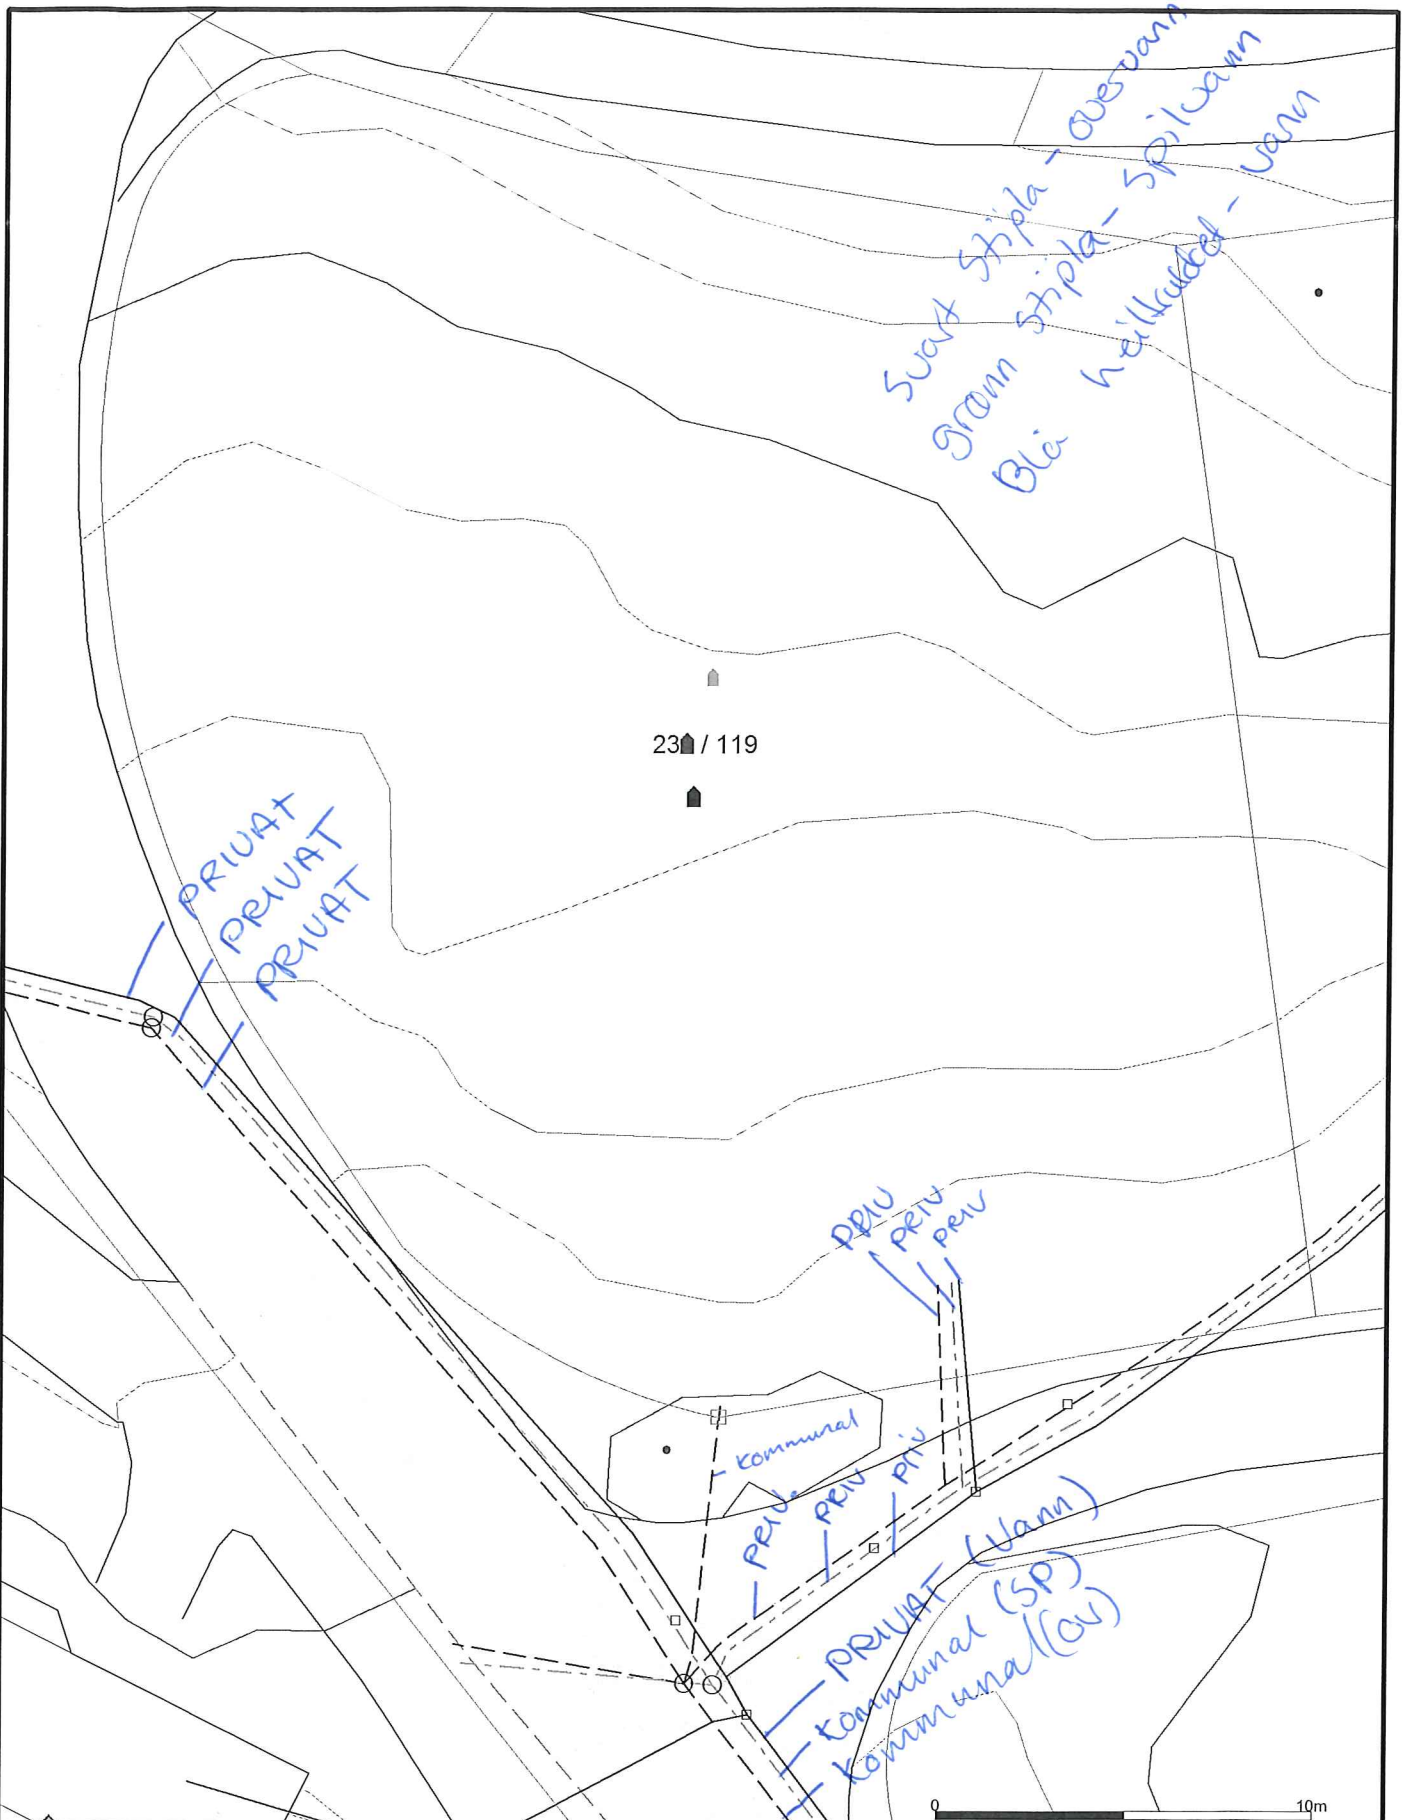 Svart stipla - overvann
grønn stipla - spilvann
Blå heiltrukket - vann
23 / 119
PRIVAT
PRIVAT
PRIVAT
PRIV
PRIV
PRIV
kommunal
PRIV.
PRIV
priv
PRIVAT (Vann)
kommunal (SP)
kommunal (OV)
0 10m